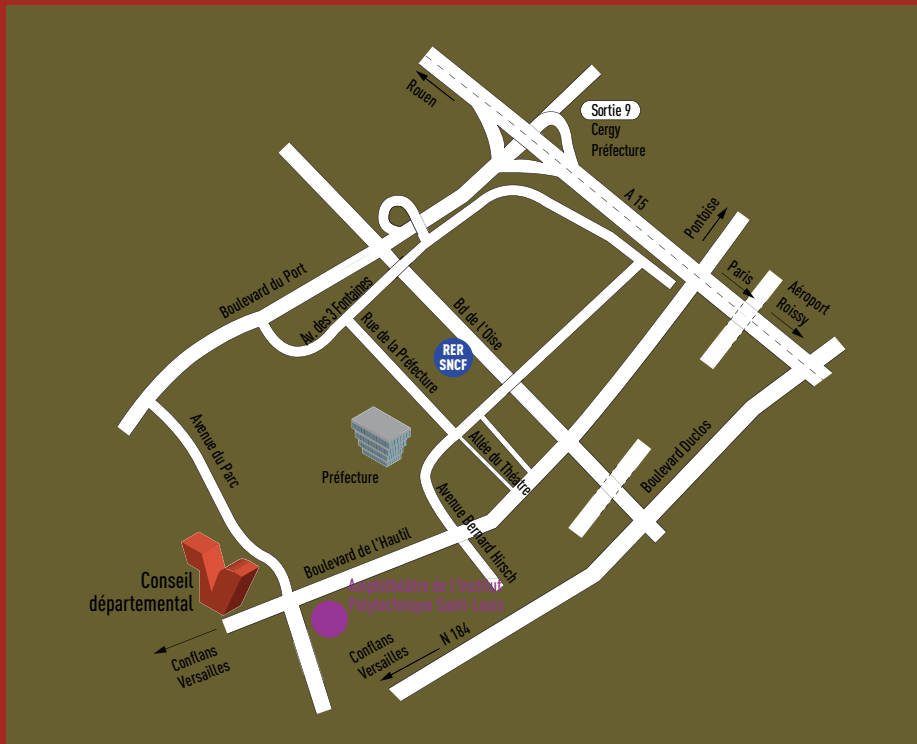 Rouen
Sortie 9
Cergy
Préfecture
A 15
Pontoise
Paris
Aéroport
Roissy
Boulevard du Port
Av. des 3 Fontaines
Bd de l'Oise
Rue de la Préfecture
RER
SNCF
Avenue du Parc
Préfecture
Allée du Théatre
Boulevard Duclos
Avenue Bernard Hirsch
Boulevard de l'Hautil
Conseil
départemental
Amphithéâtre de l'Institut
Polytechnique Saint-Louis
Conflans
Versailles
Conflans
Versailles
N 184